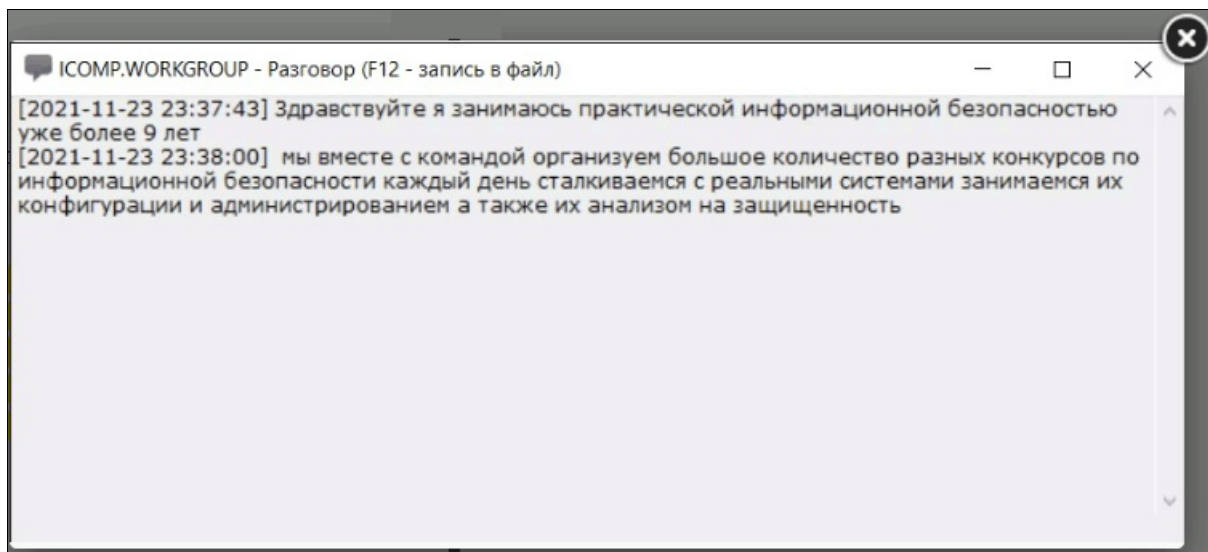 ICOMP.WORKGROUP - Разговор (F12 - запись в файл)
[2021-11-23 23:37:43] Здравствуйте я занимаюсь практической информационной безопасностью
уже более 9 лет
[2021-11-23 23:38:00]  мы вместе с командой организуем большое количество разных конкурсов по
информационной безопасности каждый день сталкиваемся с реальными системами занимаемся их
конфигурации и администрированием а также их анализом на защищенность